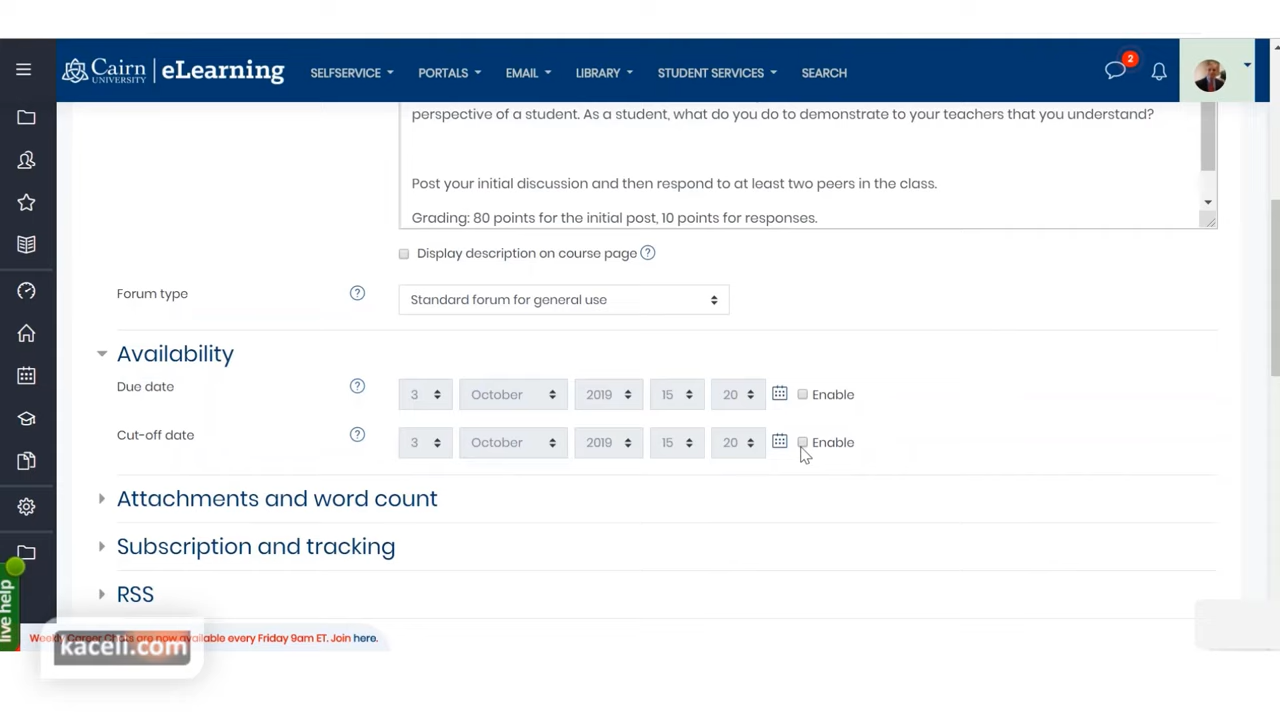 Cairn UNIVERSITY | eLearning SELFSERVICE PORTALS EMAIL LIBRARY STUDENT SERVICES SEARCH 2
perspective of a student. As a student, what do you do to demonstrate to your teachers that you understand?
Post your initial discussion and then respond to at least two peers in the class.
Grading: 80 points for the initial post, 10 points for responses.
Display description on course page ?
Forum type ? Standard forum for general use
Availability
Due date ? 3 October 2019 15 20 Enable
Cut-off date ? 3 October 2019 15 20 Enable
Attachments and word count
Subscription and tracking
RSS
live help
Career are now available every Friday 9am ET. Join here.
kaceli.com